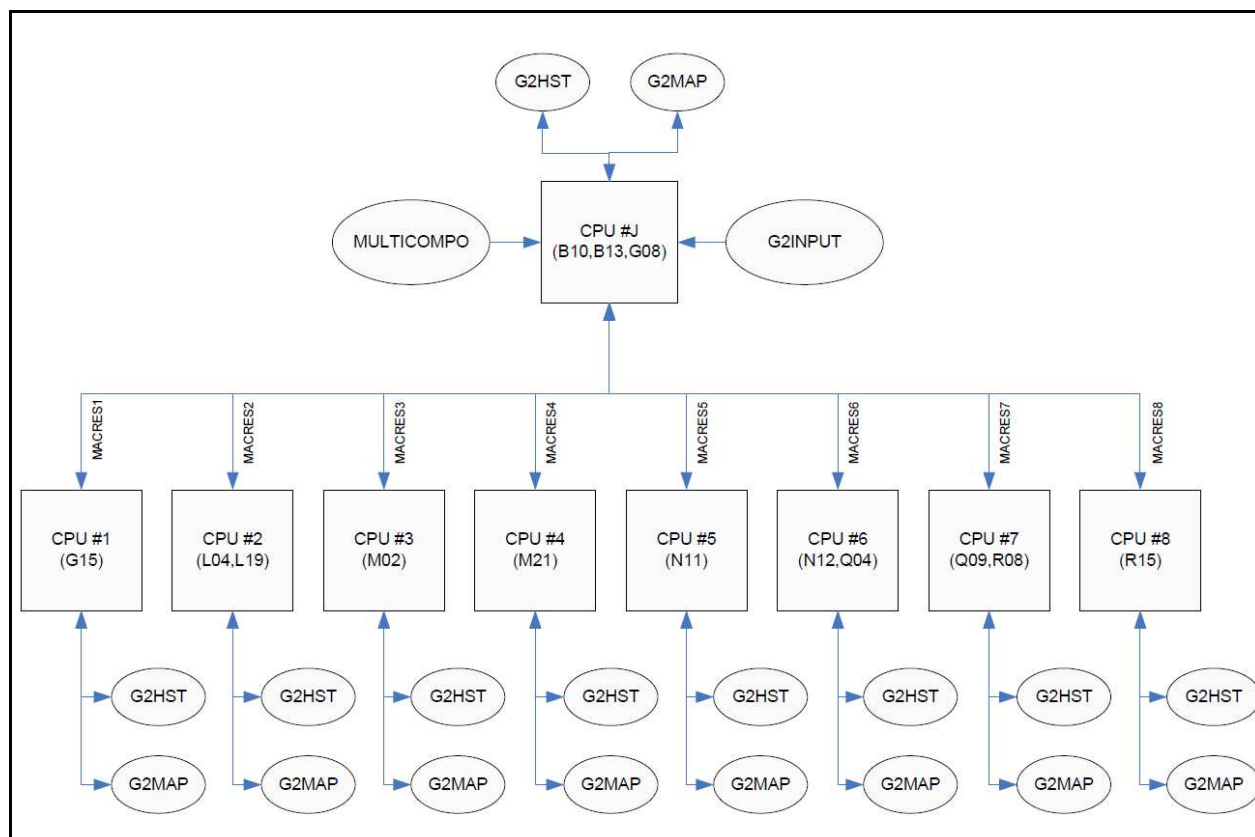 G2HST
G2MAP
MULTICOMPO
CPU #J
(B10,B13,G08)
G2INPUT
MACRES1
MACRES2
MACRES3
MACRES4
MACRES5
MACRES6
MACRES7
MACRES8
CPU #1
(G15)
CPU #2
(L04,L19)
CPU #3
(M02)
CPU #4
(M21)
CPU #5
(N11)
CPU #6
(N12,Q04)
CPU #7
(Q09,R08)
CPU #8
(R15)
G2HST
G2HST
G2HST
G2HST
G2HST
G2HST
G2HST
G2HST
G2MAP
G2MAP
G2MAP
G2MAP
G2MAP
G2MAP
G2MAP
G2MAP